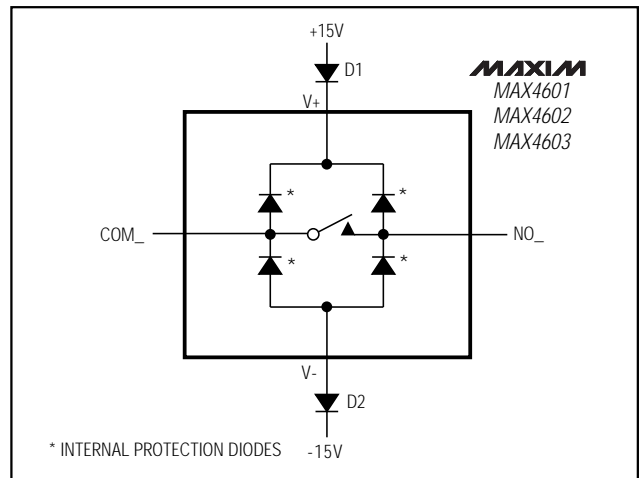 +15V
D1
MAXIM
MAX4601
MAX4602
MAX4603
V+
*
*
COM_
NO_
*
*
V-
D2
* INTERNAL PROTECTION DIODES
-15V